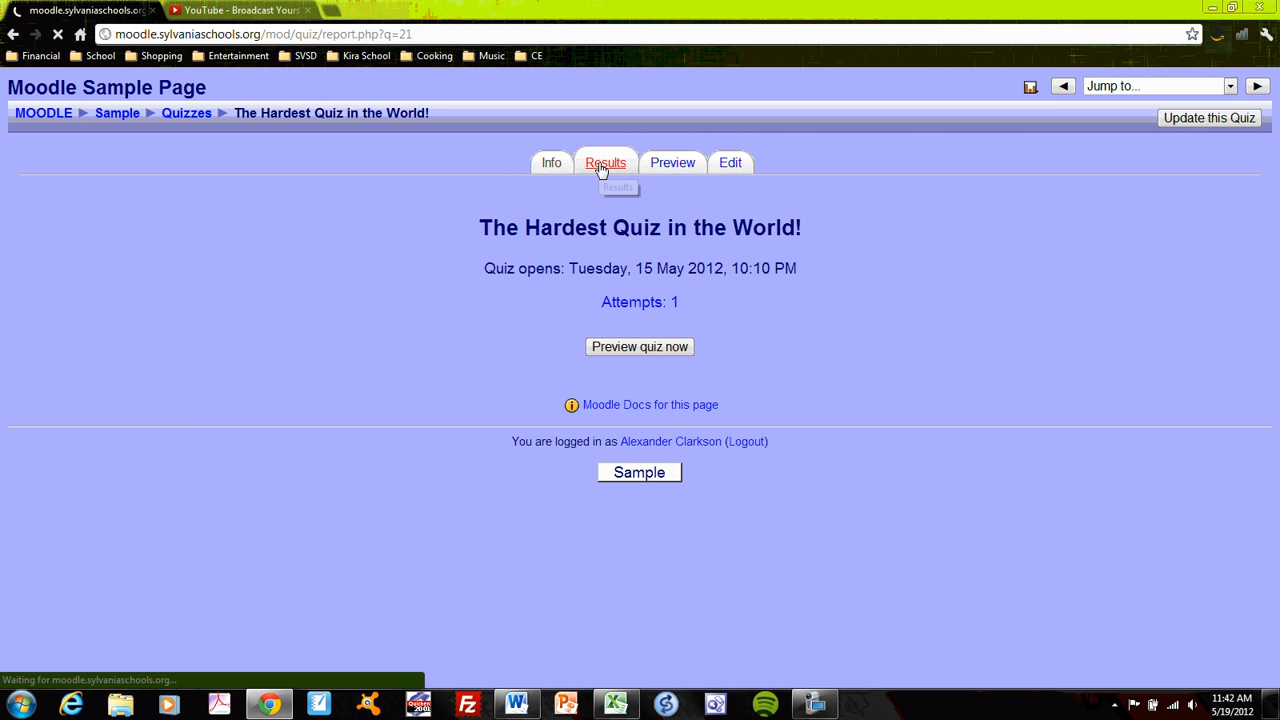 moodle.sylvaniaschools.org
YouTube - Broadcast Yours
moodle.sylvaniaschools.org/mod/quiz/report.php?q=21
Financial School Shopping Entertainment SVSD Kira School Cooking Music CE
Moodle Sample Page
Jump to...
MOODLE ► Sample ► Quizzes ► The Hardest Quiz in the World!
Update this Quiz
Info Results Preview Edit
Results
The Hardest Quiz in the World!
Quiz opens: Tuesday, 15 May 2012, 10:10 PM
Attempts: 1
Preview quiz now
Moodle Docs for this page
You are logged in as Alexander Clarkson (Logout)
Sample
Waiting for moodle.sylvaniaschools.org...
11:42 AM
5/19/2012